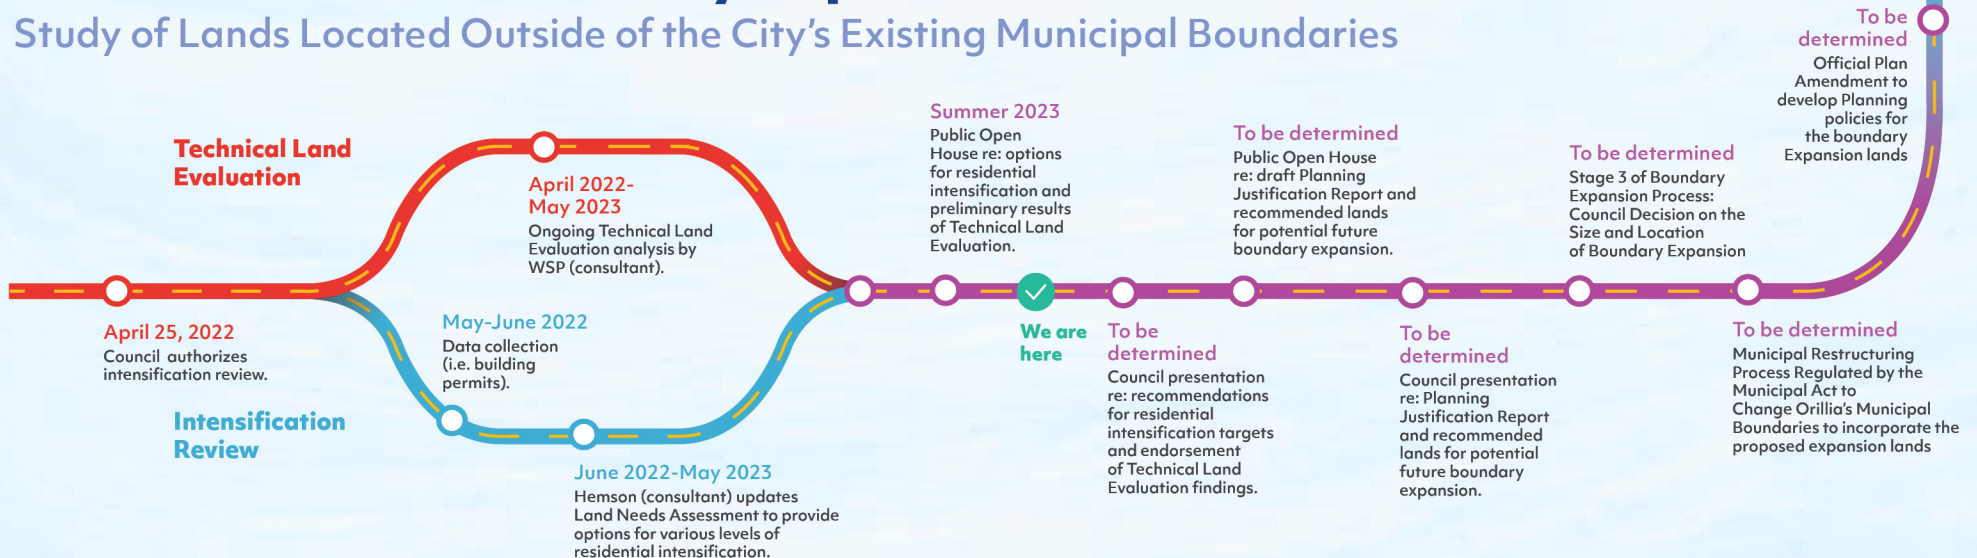 Study of Lands Located Outside of the City's Existing Municipal Boundaries
Technical Land
Evaluation
April 25, 2022
Council authorizes
intensification review.
April 2022-
May 2023
Ongoing Technical Land
Evaluation analysis by
WSP (consultant).
Intensification
Review
May-June 2022
Data collection
(i.e. building
permits).
June 2022-May 2023
Hemson (consultant) updates
Land Needs Assessment to provide
options for various levels of
residential intensification.
Summer 2023
Public Open
House re: options
for residential
intensification and
preliminary results
of Technical Land
Evaluation.
We are
here
To be
determined
Council presentation
re: recommendations
for residential
intensification targets
and endorsement
of Technical Land
Evaluation findings.
To be determined
Public Open House
re: draft Planning
Justification Report and
recommended lands
for potential future
boundary expansion.
To be
determined
Council presentation
re: Planning
Justification Report
and recommended
lands for potential
future boundary
expansion.
To be determined
Stage 3 of Boundary
Expansion Process:
Council Decision on the
Size and Location
of Boundary Expansion
To be determined
Municipal Restructuring
Process Regulated by the
Municipal Act to
Change Orillia's Municipal
Boundaries to incorporate the
proposed expansion lands
To be
determined
Official Plan
Amendment to
develop Planning
policies for
the boundary
Expansion lands